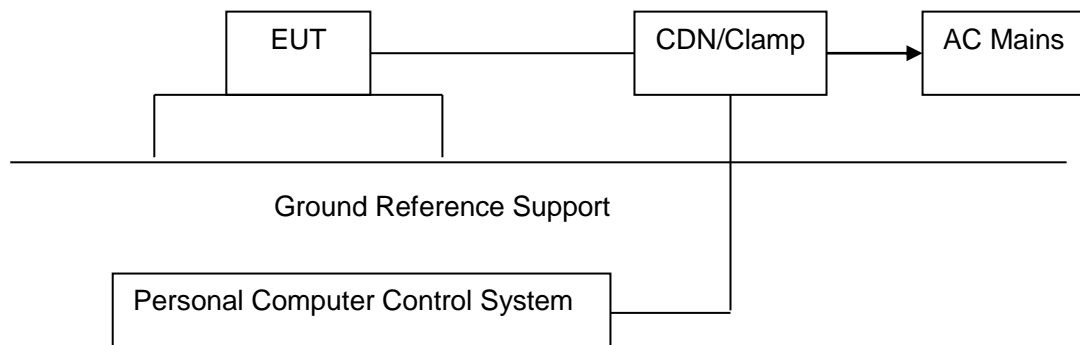 EUT
CDN/Clamp
AC Mains
Ground Reference Support
Personal Computer Control System